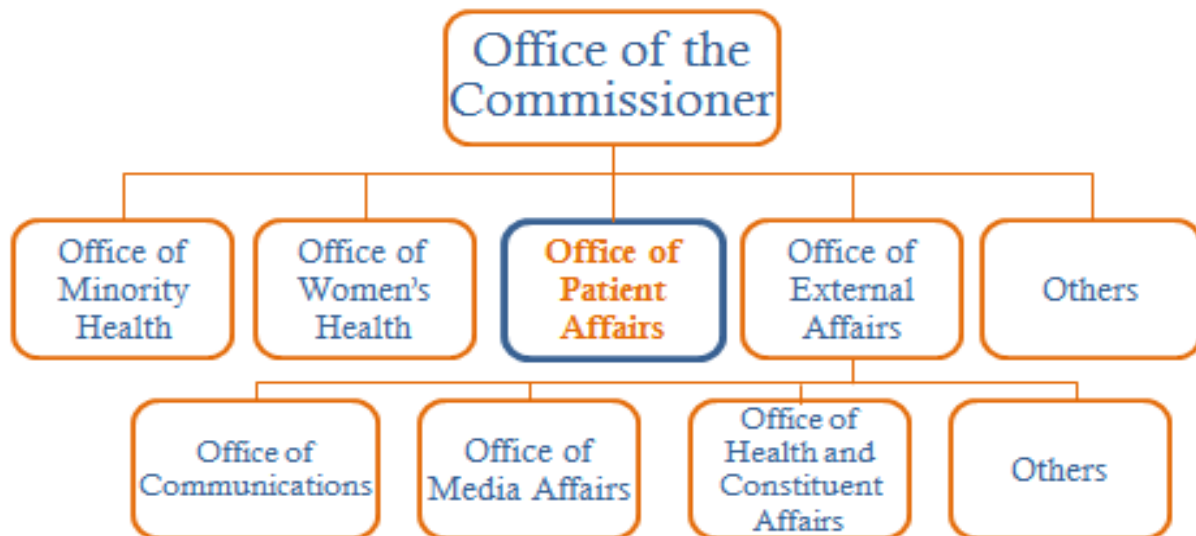 Office of the
Commissioner
Office of
Minority
Health
Office of
Women's
Health
Office of
Patient
Affairs
Office of
External
Affairs
Others
Office of
Communications
Office of
Media Affairs
Office of
Health and
Constituent
Affairs
Others